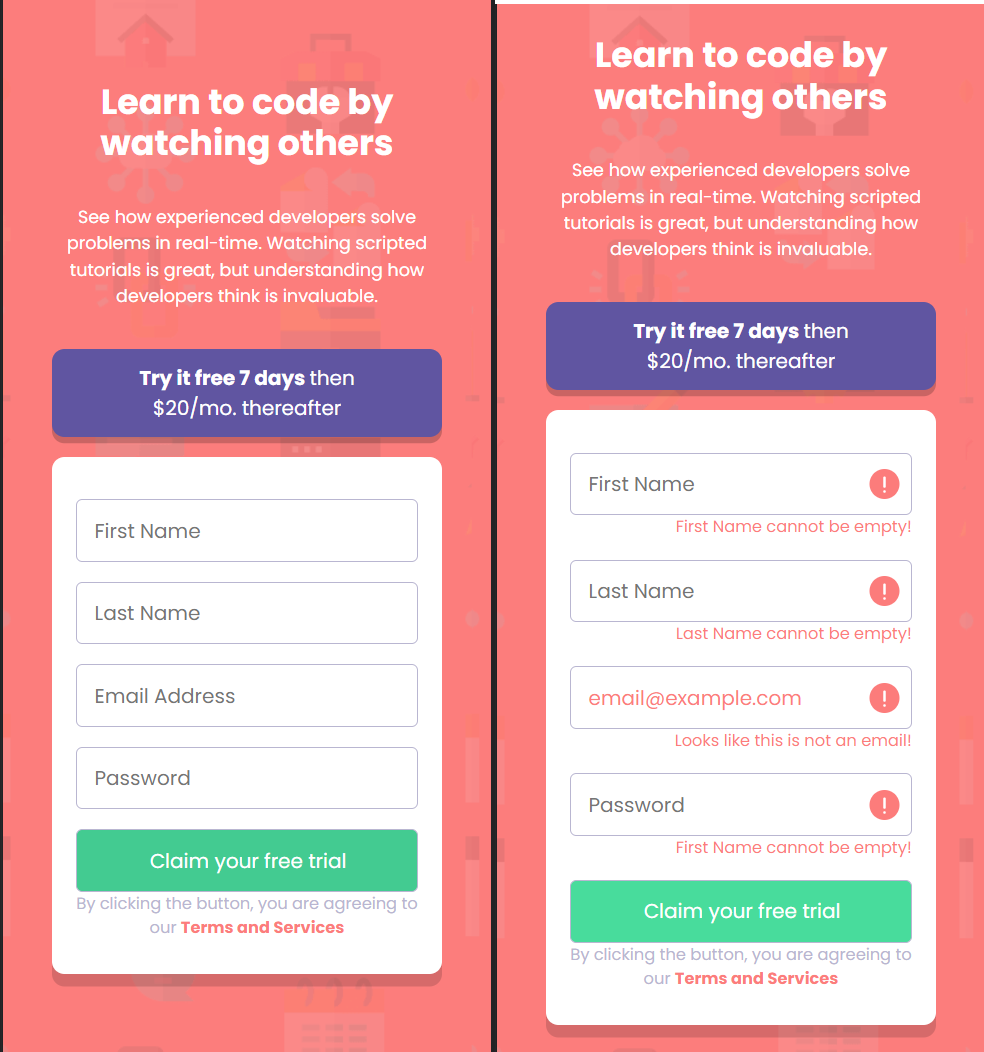 Learn to code by
watching others
See how experienced developers solve
problems in real-time. Watching scripted
tutorials is great, but understanding how
developers think is invaluable.
Try it free 7 days then
$20/mo. thereafter
First Name
Last Name
Email Address
Password
Claim your free trial
By clicking the button, you are agreeing to
our Terms and Services
Learn to code by
watching others
See how experienced developers solve
problems in real-time. Watching scripted
tutorials is great, but understanding how
developers think is invaluable.
Try it free 7 days then
$20/mo. thereafter
First Name
First Name cannot be empty!
Last Name
Last Name cannot be empty!
email@example.com
Looks like this is not an email!
Password
First Name cannot be empty!
Claim your free trial
By clicking the button, you are agreeing to
our Terms and Services